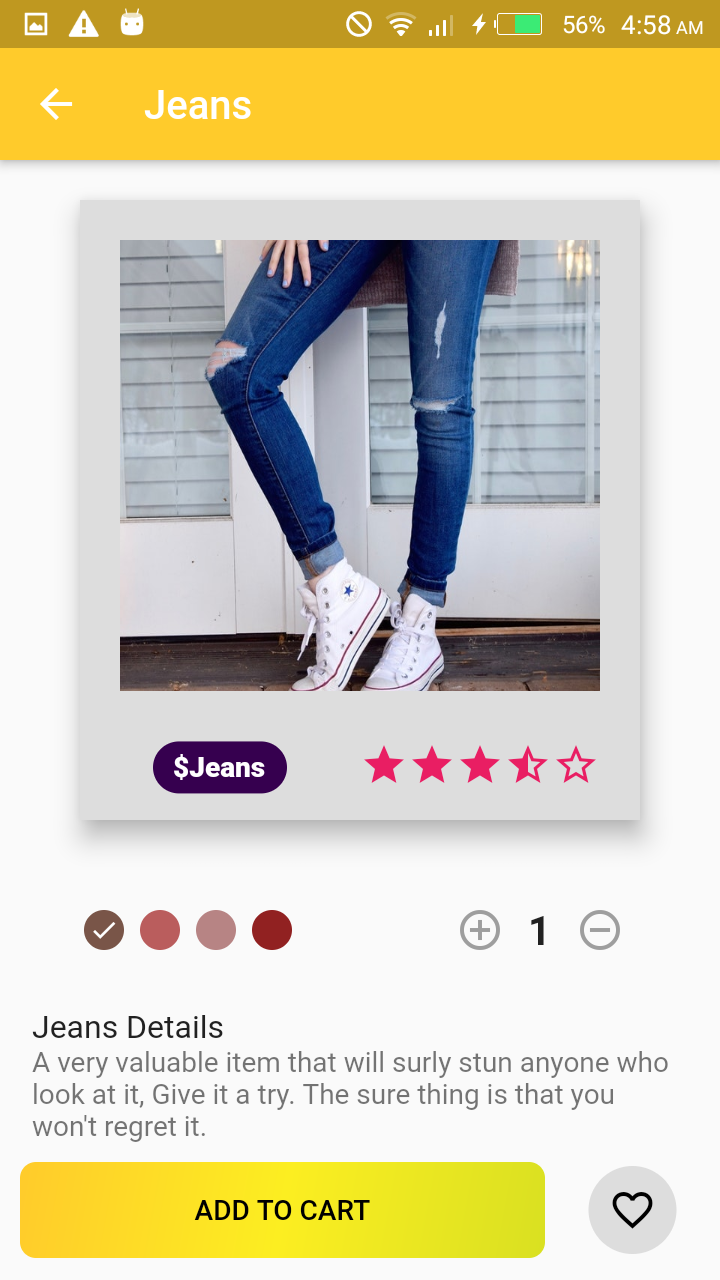 56% 4:58 AM
Jeans
$Jeans
1
Jeans Details
A very valuable item that will surly stun anyone who
look at it, Give it a try. The sure thing is that you
won't regret it.
ADD TO CART